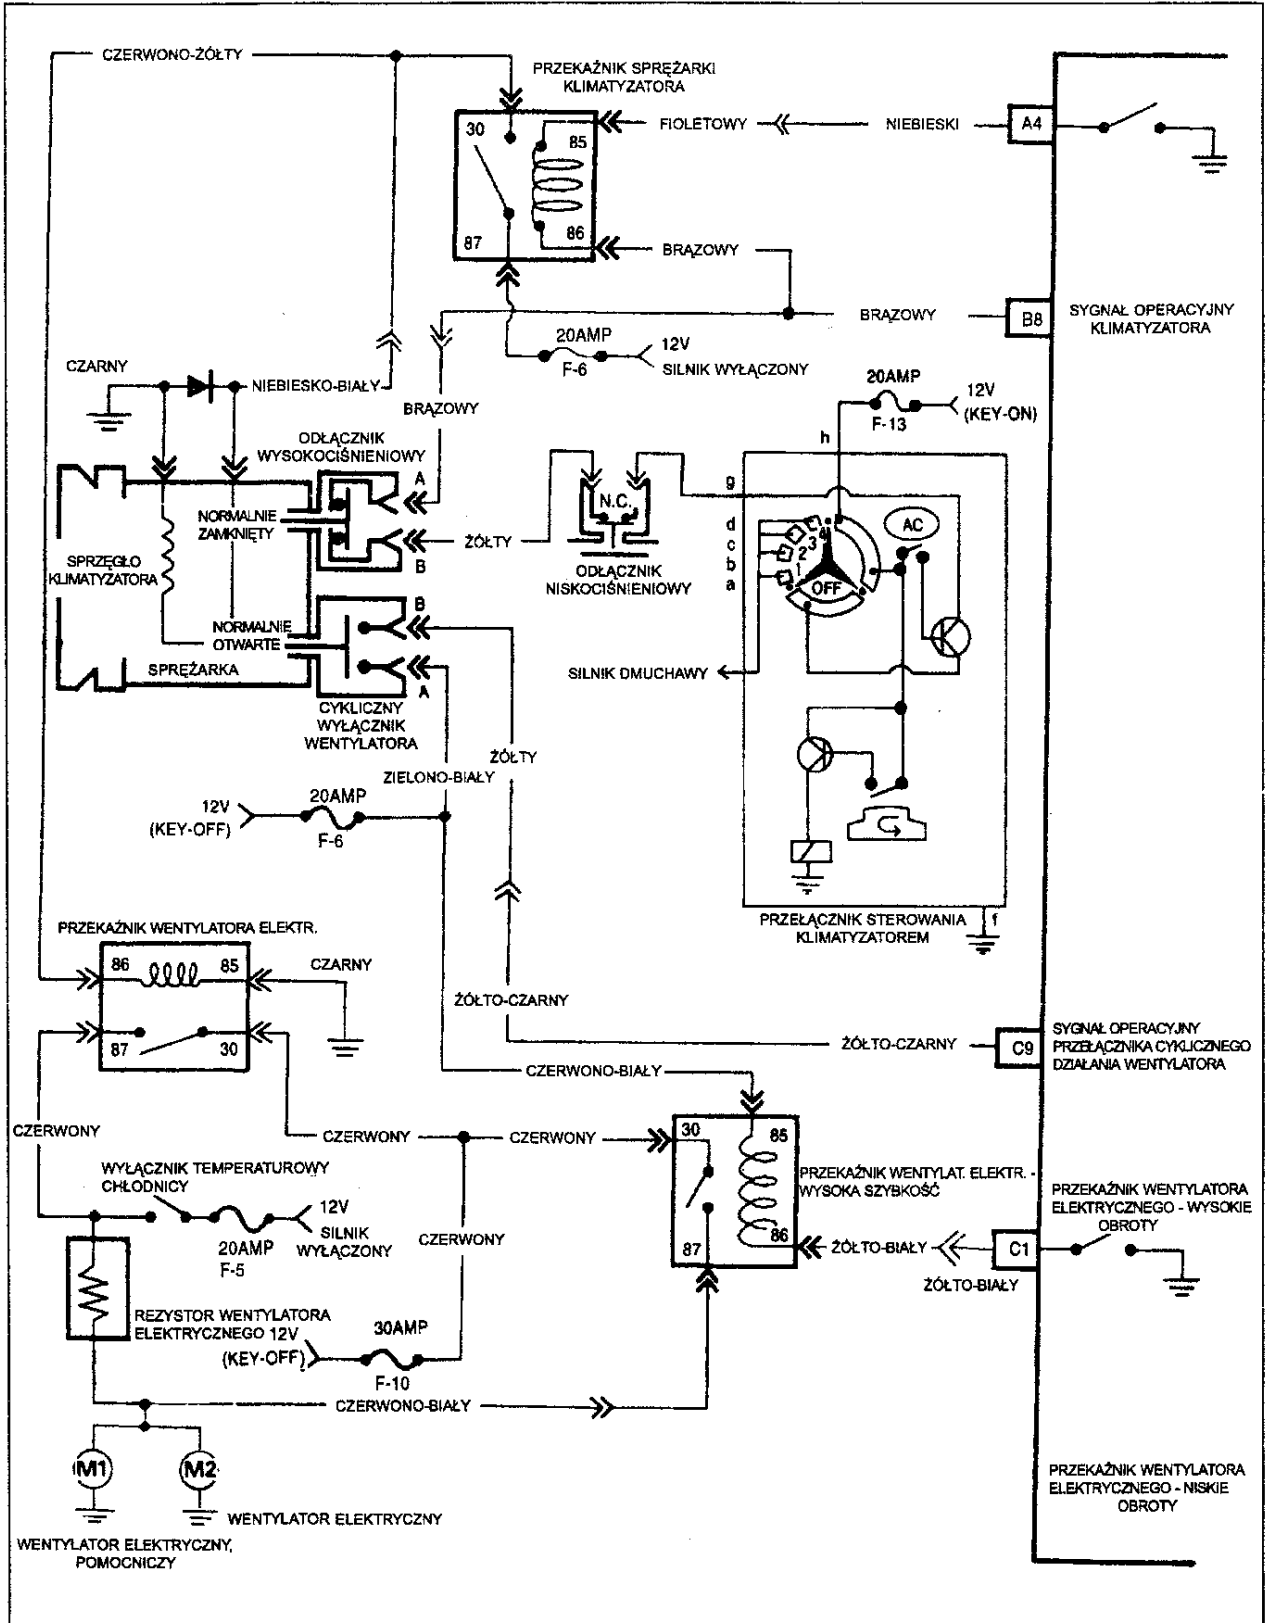 CZERWONO-ŻÓŁTY
PRZEKAŹNIK SPRĘŻARKI
KLIMATYZATORA
30
85
86
87
FIOLETOWY
NIEBIESKI
A4
BRĄZOWY
BRĄZOWY
B8
SYGNAŁ OPERACYJNY
KLIMATYZATORA
20AMP
F-6
12V
SILNIK WYŁĄCZONY
CZARNY
NIEBIESKO-BIAŁY
BRĄZOWY
20AMP
F-13
12V
(KEY-ON)
h
ODŁĄCZNIK
WYSOKOCIŚNIENIOWY
A
B
NORMALNIE
ZAMKNIĘTY
ŻÓŁTY
N.C.
ODŁĄCZNIK
NISKOCIŚNIENIOWY
g
d
c
b
a
4
3
2
1
OFF
AC
SPRZĘGŁO
KLIMATYZATORA
NORMALNIE
OTWARTE
B
A
SPRĘŻARKA
SILNIK DMUCHAWY
CYKLICZNY
WYŁĄCZNIK
WENTYLATORA
ŻÓŁTY
ZIELONO-BIAŁY
12V
(KEY-OFF)
20AMP
F-6
PRZEŁĄCZNIK STEROWANIA
KLIMATYZATOREM
f
PRZEKAŹNIK WENTYLATORA ELEKTR.
86
85
87
30
CZARNY
ŻÓŁTO-CZARNY
ŻÓŁTO-CZARNY
C9
SYGNAŁ OPERACYJNY
PRZEŁĄCZNIKA CYKLICZNEGO
DZIAŁANIA WENTYLATORA
CZERWONO-BIAŁY
CZERWONY
CZERWONY
CZERWONY
30
85
87
86
PRZEKAŹNIK WENTYLAT. ELEKTR. -
WYSOKA SZYBKOŚĆ
WYŁĄCZNIK TEMPERATUROWY
CHŁODNICY
20AMP
F-5
12V
SILNIK
WYŁĄCZONY
CZERWONY
PRZEKAŹNIK WENTYLATORA
ELEKTRYCZNEGO - WYSOKIE
OBROTY
ŻÓŁTO-BIAŁY
C1
ŻÓŁTO-BIAŁY
REZYSTOR WENTYLATORA
ELEKTRYCZNEGO
12V
(KEY-OFF)
30AMP
F-10
CZERWONO-BIAŁY
M1
M2
WENTYLATOR ELEKTRYCZNY
WENTYLATOR ELEKTRYCZNY,
POMOCNICZY
PRZEKAŹNIK WENTYLATORA
ELEKTRYCZNEGO - NISKIE
OBROTY